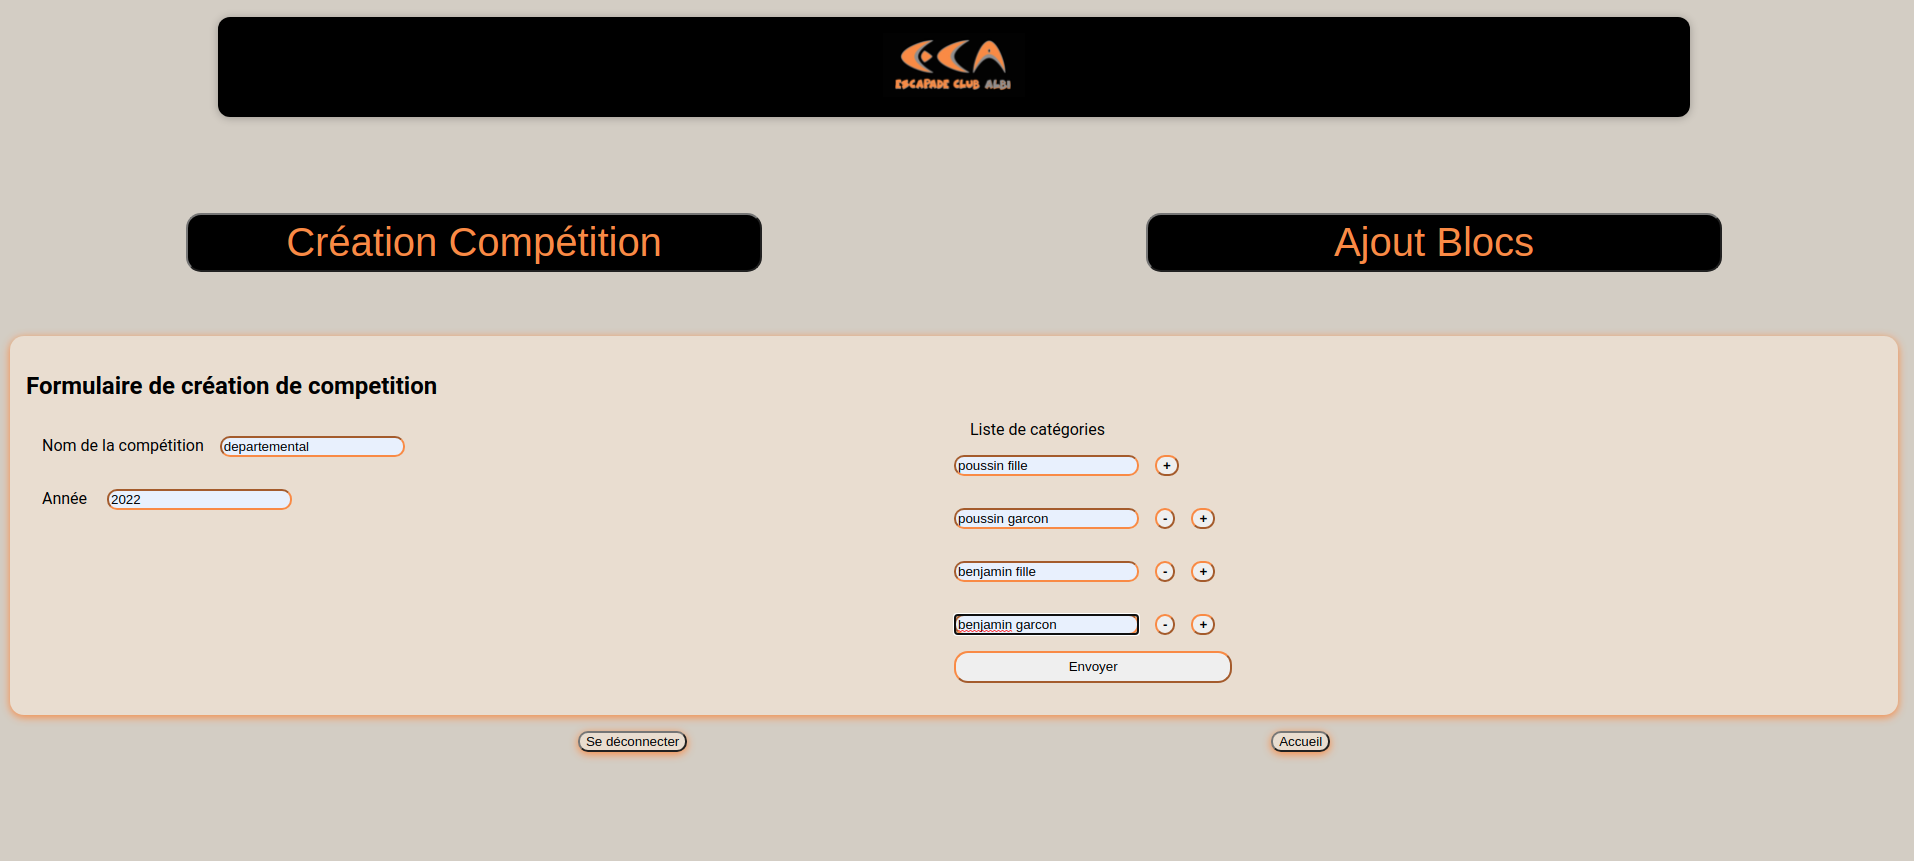 ECA
ESCAPADE CLUB ALBI
Création Compétition
Ajout Blocs
Formulaire de création de competition
Nom de la compétition departemental
Année 2022
Liste de catégories
poussin fille +
poussin garcon - +
benjamin fille - +
benjamin garcon - +
Envoyer
Se déconnecter
Accueil